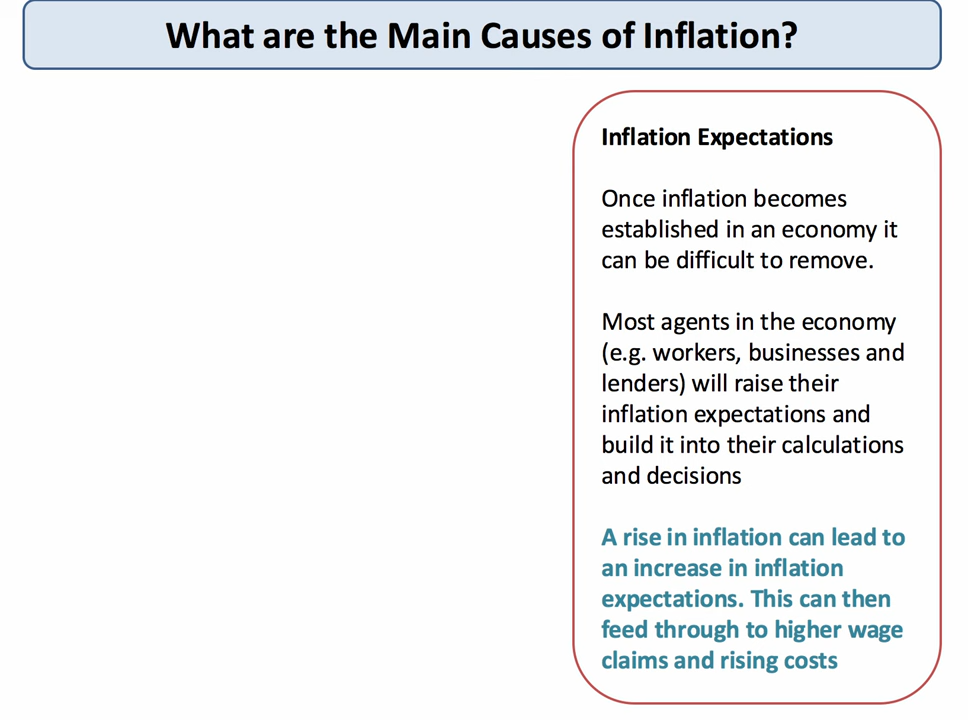 What are the Main Causes of Inflation?
Inflation Expectations
Once inflation becomes
established in an economy it
can be difficult to remove.
Most agents in the economy
(e.g. workers, businesses and
lenders) will raise their
inflation expectations and
build it into their calculations
and decisions
A rise in inflation can lead to
an increase in inflation
expectations. This can then
feed through to higher wage
claims and rising costs